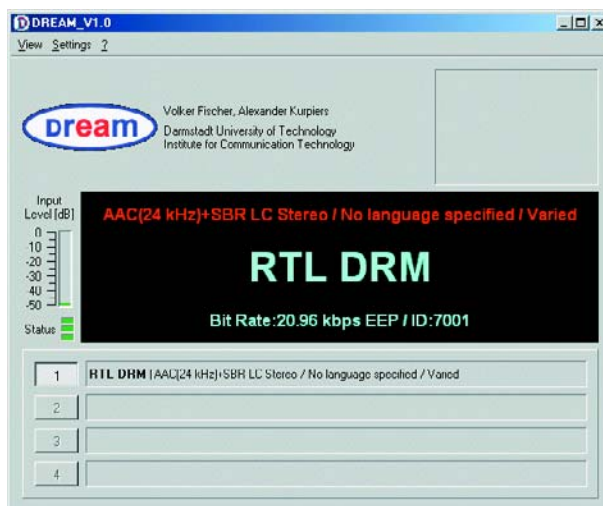 DREAM_V1.0
View Settings ?
Dream
Volker Fischer, Alexander Kurpiers
Darmstadt University of Technology
Institute for Communication Technology
Input
Level [dB]
0
-10
-20
-30
-40
-50
Status
AAC(24 kHz)+SBR LC Stereo / No language specified / Varied
RTL DRM
Bit Rate:20.96 kbps EEP / ID:7001
1 RTL DRM | AAC(24 kHz)+SBR LC Stereo / No language specified / Varied
2
3
4